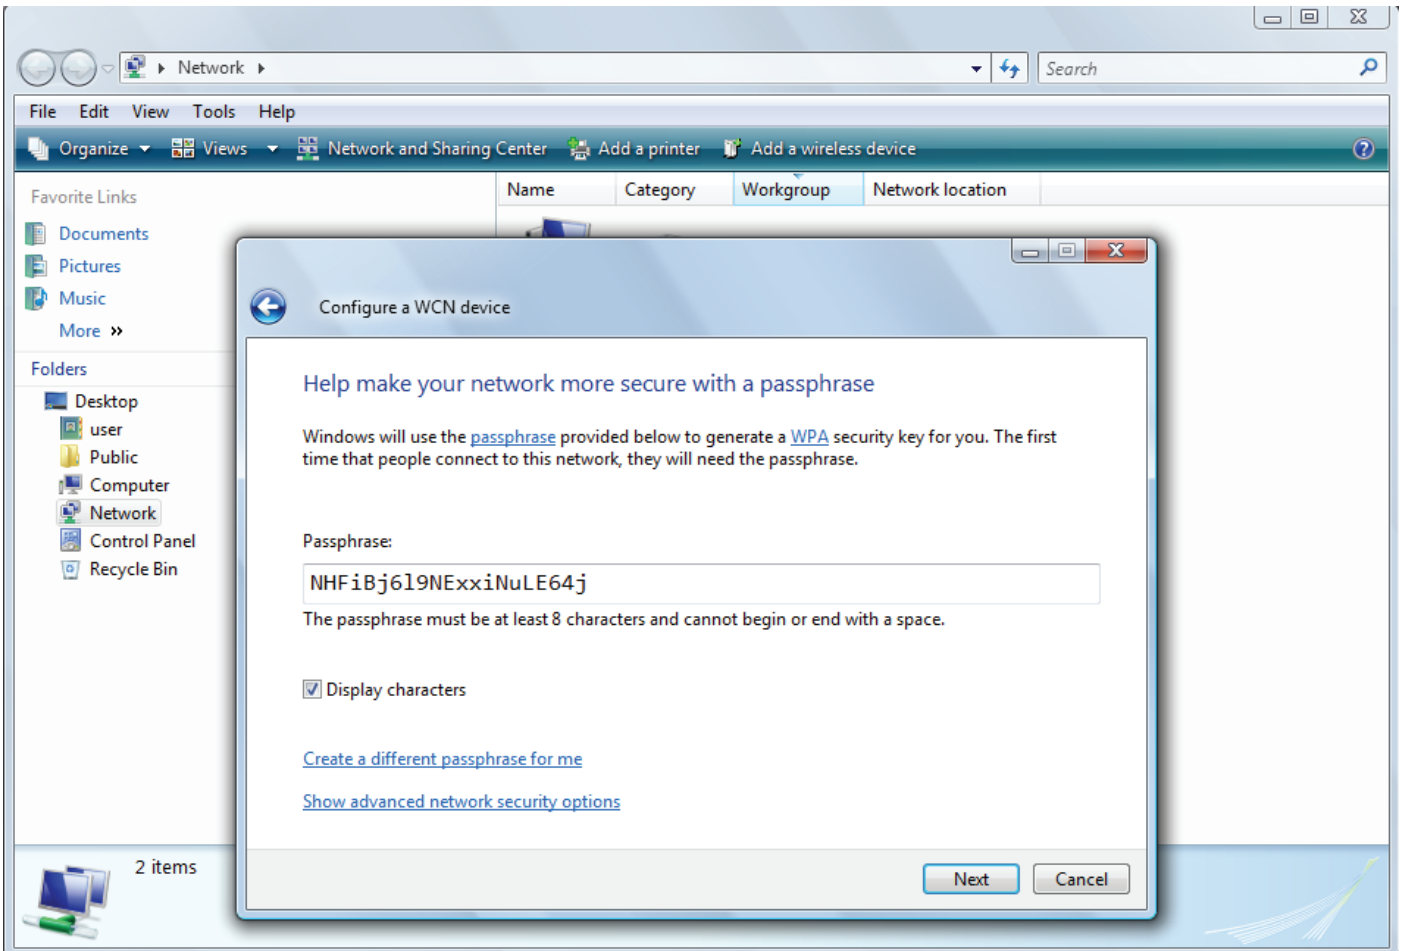 Network
Search
File Edit View Tools Help
Organize Views Network and Sharing Center Add a printer Add a wireless device
Favorite Links
Name Category Workgroup Network location
Documents
Pictures
Music
More »
Folders
Desktop
user
Public
Computer
Network
Control Panel
Recycle Bin
Configure a WCN device
Help make your network more secure with a passphrase
Windows will use the passphrase provided below to generate a WPA security key for you. The first
time that people connect to this network, they will need the passphrase.
Passphrase:
NHFiBj6l9NExxiNuLE64j
The passphrase must be at least 8 characters and cannot begin or end with a space.
Display characters
Create a different passphrase for me
Show advanced network security options
Next Cancel
2 items